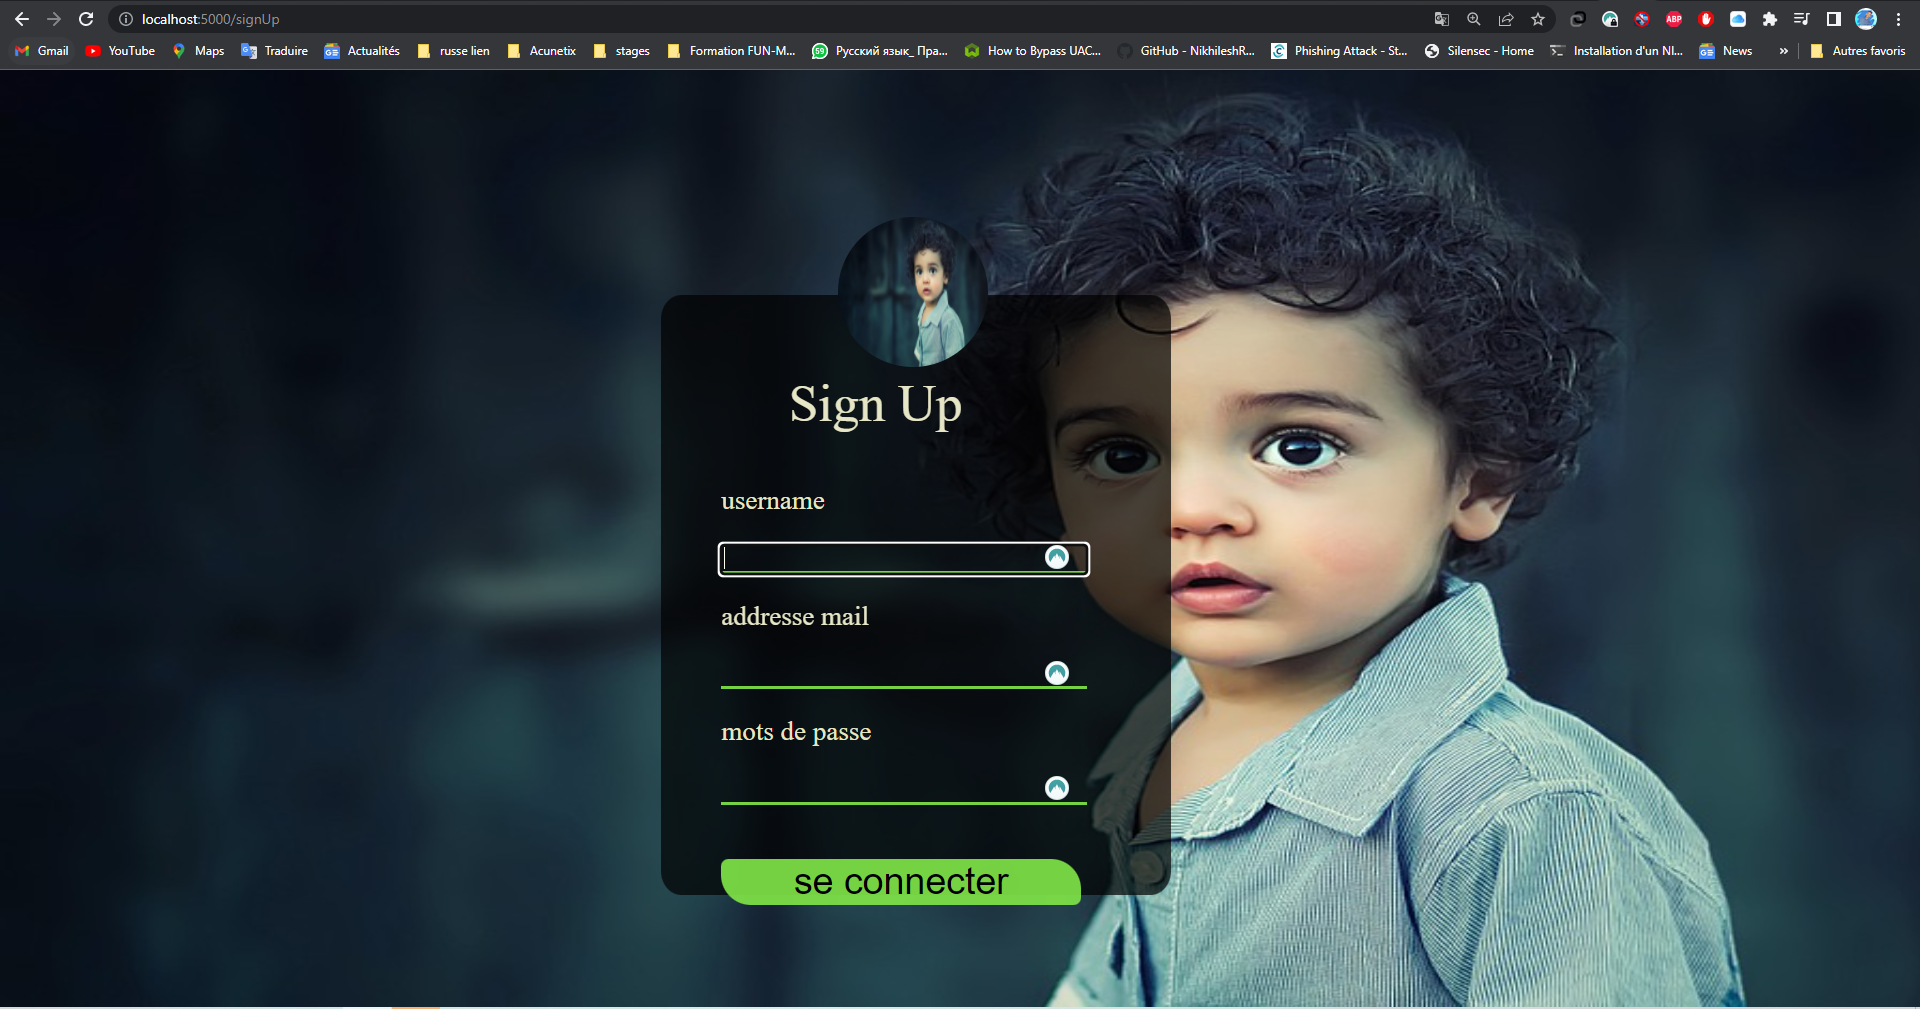 localhost:5000/signUp
ABP
Gmail YouTube Maps Traduire Actualités russe lien Acunetix stages Formation FUN-M... Русский язык_ Пра... How to Bypass UAC... GitHub - NikhileshR... Phishing Attack - St... Silensec - Home Installation d'un NI... News » Autres favoris
Sign Up
username
addresse mail
mots de passe
se connecter